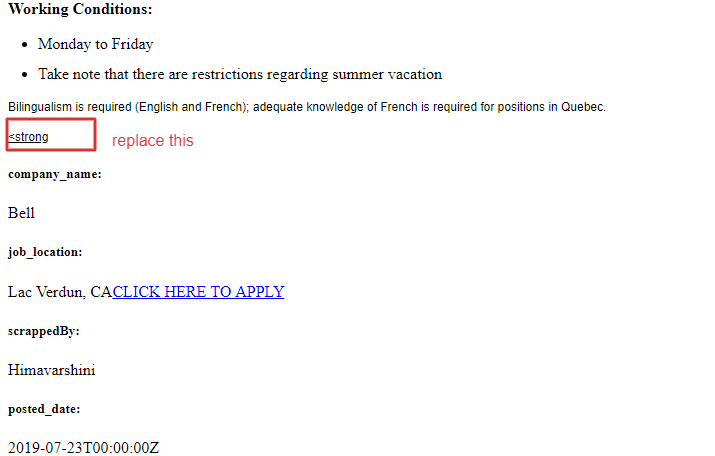 Working Conditions:
Monday to Friday
Take note that there are restrictions regarding summer vacation
Bilingualism is required (English and French); adequate knowledge of French is required for positions in Quebec.
<strong replace this
company_name:
Bell
job_location:
Lac Verdun, CACLICK HERE TO APPLY
scrappedBy:
Himavarshini
posted_date:
2019-07-23T00:00:00Z